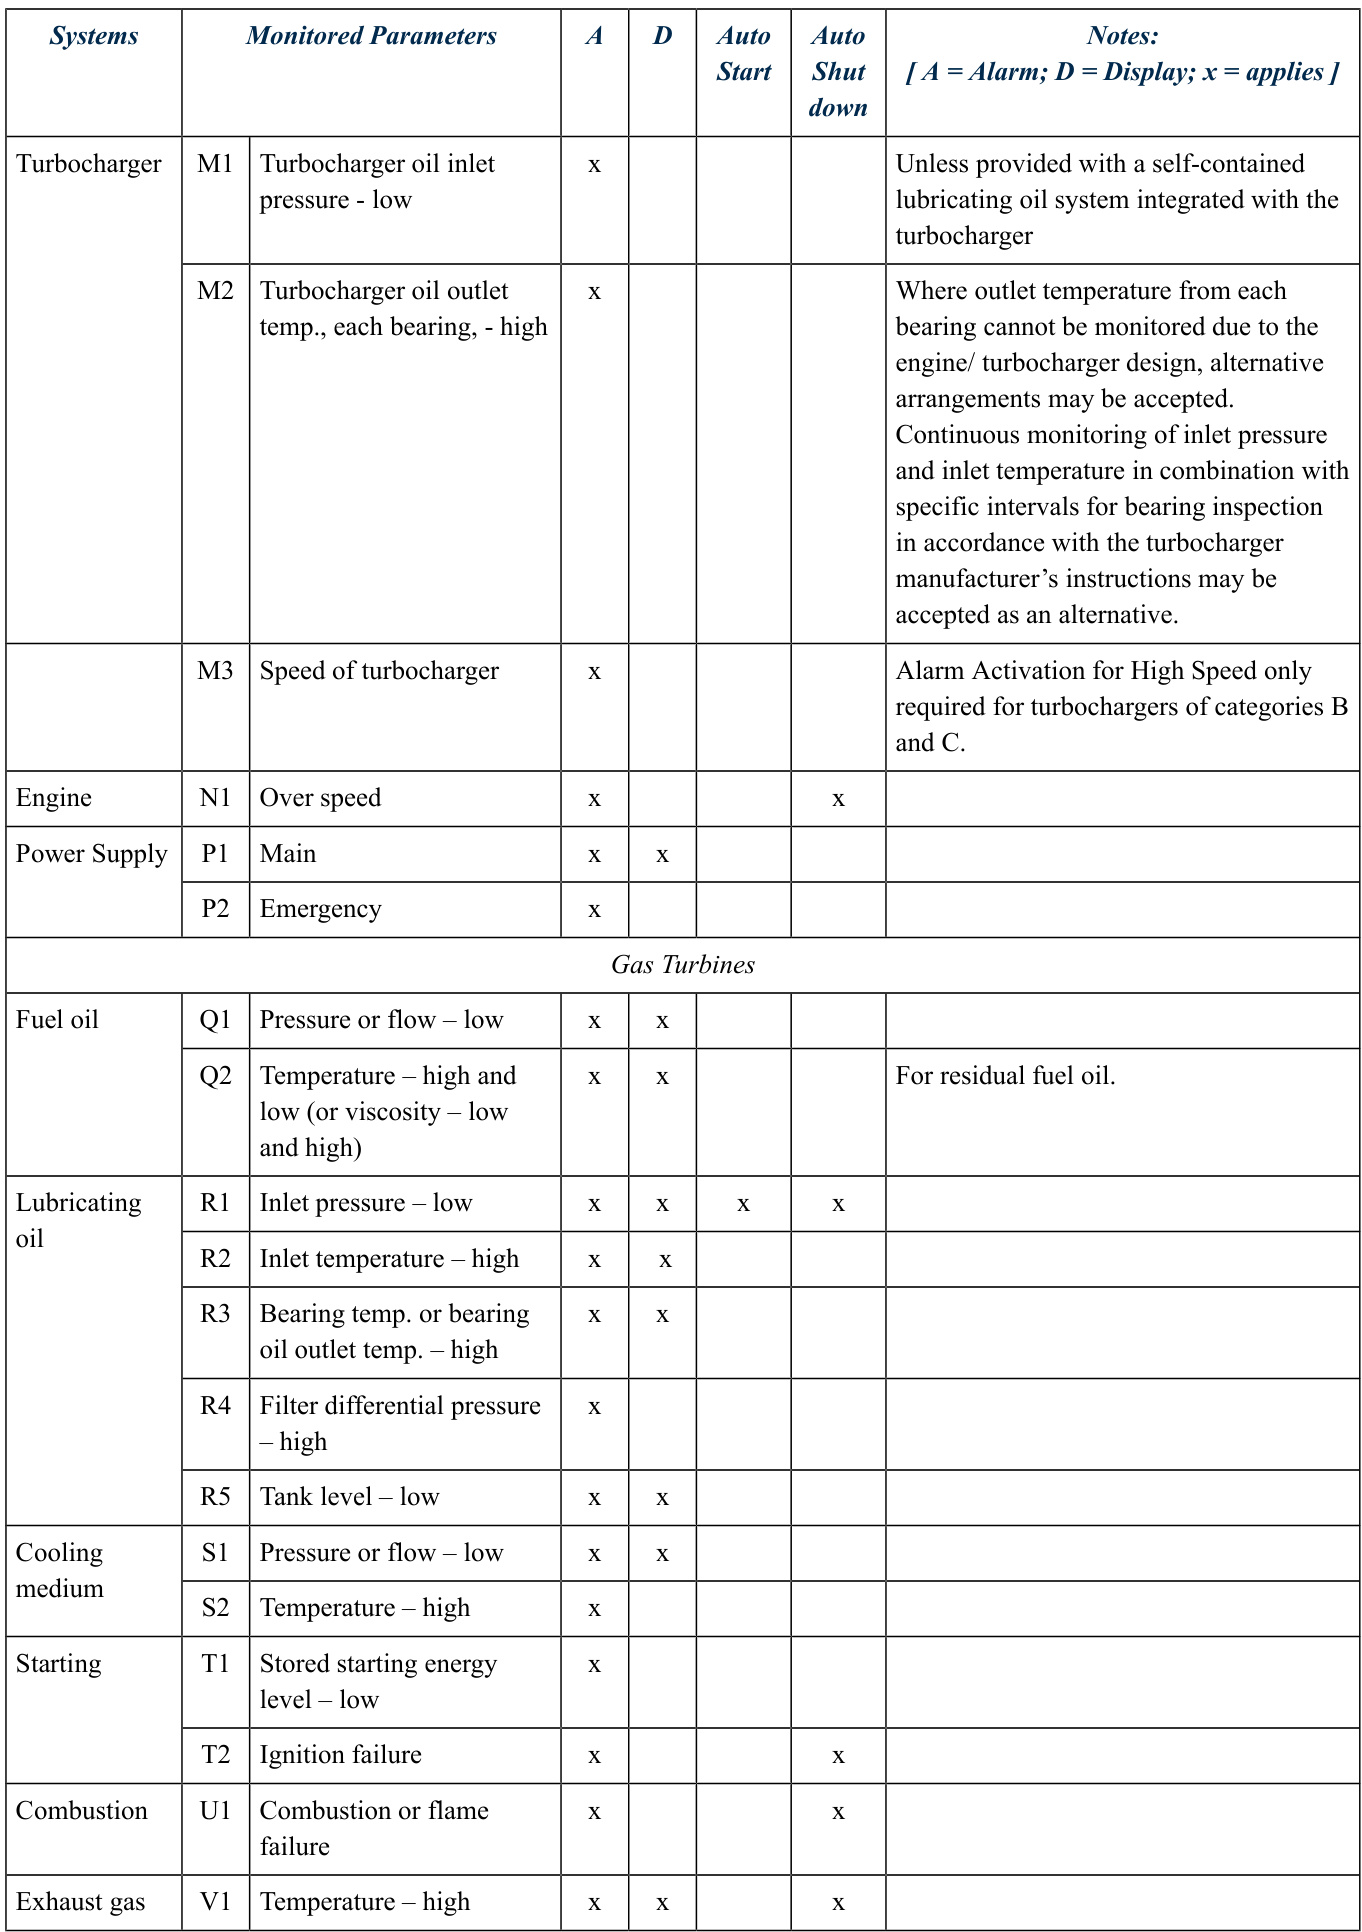 Systems Monitored Parameters A D Auto Start Auto Shut down Notes:
[ A = Alarm; D = Display; x = applies ]
Turbocharger M1 Turbocharger oil inlet x Unless provided with a self-contained
pressure - low lubricating oil system integrated with the
turbocharger
M2 Turbocharger oil outlet x Where outlet temperature from each
temp., each bearing, - high bearing cannot be monitored due to the
engine/ turbocharger design, alternative
arrangements may be accepted.
Continuous monitoring of inlet pressure
and inlet temperature in combination with
specific intervals for bearing inspection
in accordance with the turbocharger
manufacturer’s instructions may be
accepted as an alternative.
M3 Speed of turbocharger x Alarm Activation for High Speed only
required for turbochargers of categories B
and C.
Engine N1 Over speed x x
Power Supply P1 Main x x
P2 Emergency x
Gas Turbines
Fuel oil Q1 Pressure or flow – low x x
Q2 Temperature – high and x x For residual fuel oil.
low (or viscosity – low
and high)
Lubricating R1 Inlet pressure – low x x x x
oil
R2 Inlet temperature – high x x
R3 Bearing temp. or bearing x x
oil outlet temp. – high
R4 Filter differential pressure x
– high
R5 Tank level – low x x
Cooling S1 Pressure or flow – low x x
medium
S2 Temperature – high x
Starting T1 Stored starting energy x
level – low
T2 Ignition failure x x
Combustion U1 Combustion or flame x x
failure
Exhaust gas V1 Temperature – high x x x